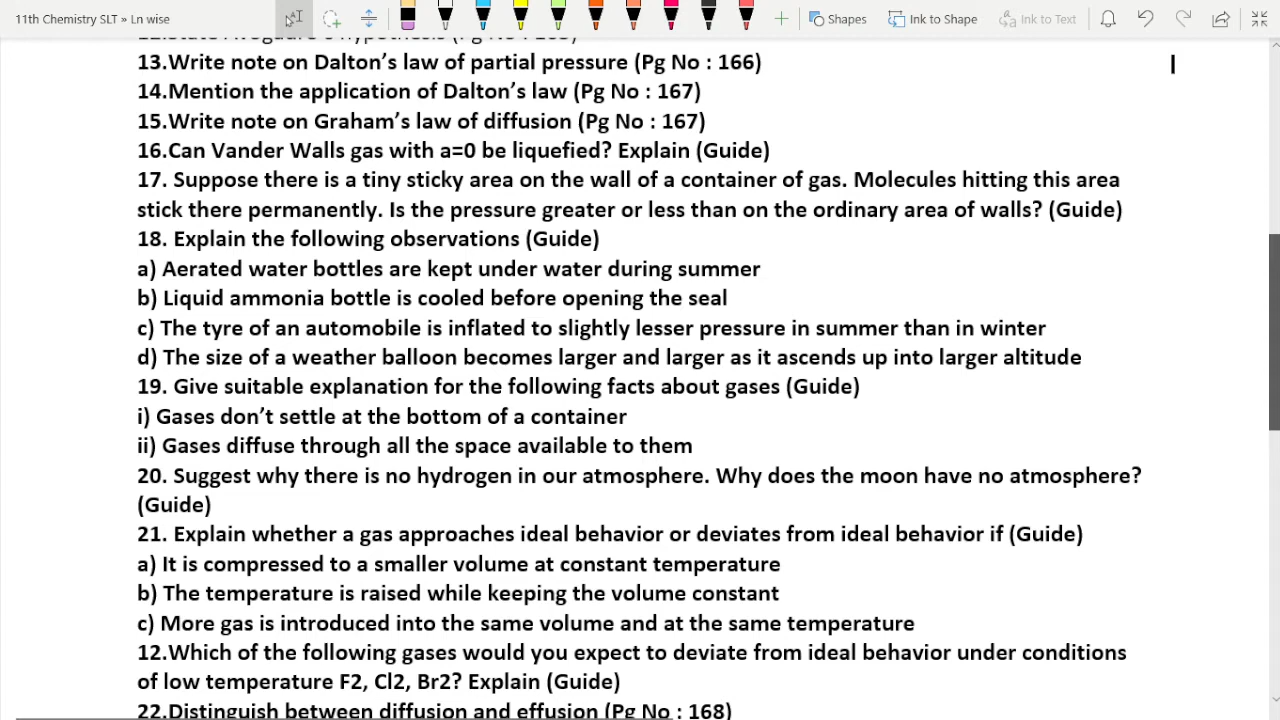 11th Chemistry SLT » Ln wise
Shapes
Ink to Shape
Ink to Text
13.Write note on Dalton’s law of partial pressure (Pg No : 166)
14.Mention the application of Dalton’s law (Pg No : 167)
15.Write note on Graham’s law of diffusion (Pg No : 167)
16.Can Vander Walls gas with a=0 be liquefied? Explain (Guide)
17. Suppose there is a tiny sticky area on the wall of a container of gas. Molecules hitting this area
stick there permanently. Is the pressure greater or less than on the ordinary area of walls? (Guide)
18. Explain the following observations (Guide)
a) Aerated water bottles are kept under water during summer
b) Liquid ammonia bottle is cooled before opening the seal
c) The tyre of an automobile is inflated to slightly lesser pressure in summer than in winter
d) The size of a weather balloon becomes larger and larger as it ascends up into larger altitude
19. Give suitable explanation for the following facts about gases (Guide)
i) Gases don’t settle at the bottom of a container
ii) Gases diffuse through all the space available to them
20. Suggest why there is no hydrogen in our atmosphere. Why does the moon have no atmosphere?
(Guide)
21. Explain whether a gas approaches ideal behavior or deviates from ideal behavior if (Guide)
a) It is compressed to a smaller volume at constant temperature
b) The temperature is raised while keeping the volume constant
c) More gas is introduced into the same volume and at the same temperature
12.Which of the following gases would you expect to deviate from ideal behavior under conditions
of low temperature F2, Cl2, Br2? Explain (Guide)
22.Distinguish between diffusion and effusion (Pg No : 168)